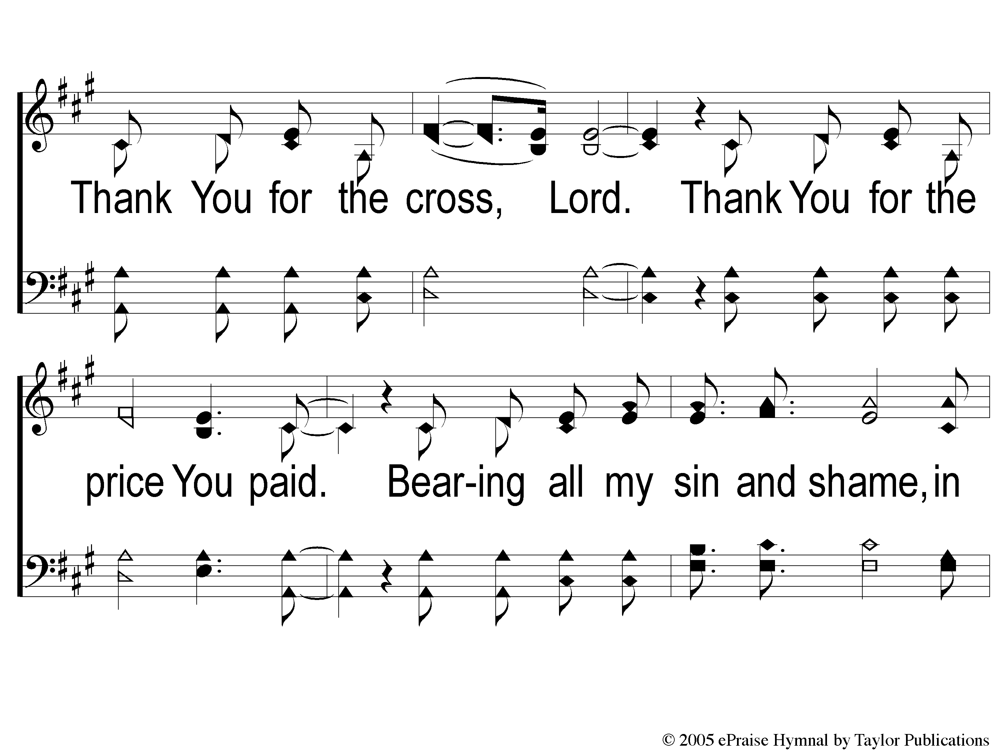 Thank You for the cross, Lord. Thank You for the
price You paid. Bear-ing all my sin and shame, in
© 2005 ePraise Hymnal by Taylor Publications